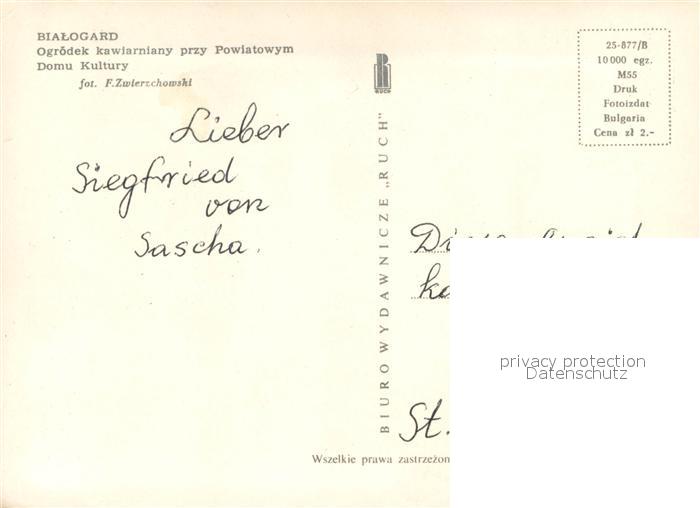 BIAŁOGARD
Ogródek kawiarniany przy Powiatowym
Domu Kultury
fot. F. Zwierzchowski
Lieber
Siegfried
von
Sascha.
RUCH
BIURO WYDAWNICZE „RUCH"
25-877/B
10 000 egz.
M55
Druk
Fotoizdat
Bulgaria
Cena zł 2.-
St.
privacy protection
Datenschutz
Wszelkie prawa zastrzeżon